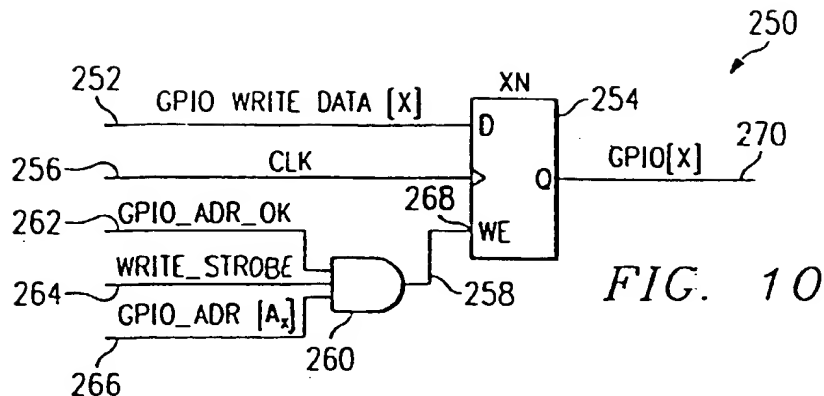 250
252
GPIO WRITE DATA [X]
XN
254
D
256
CLK
Q
GPIO[X]
270
262
GPIO_ADR_OK
268
WE
264
WRITE_STROBE
258
GPIO_ADR [Ax]
260
266
FIG. 10